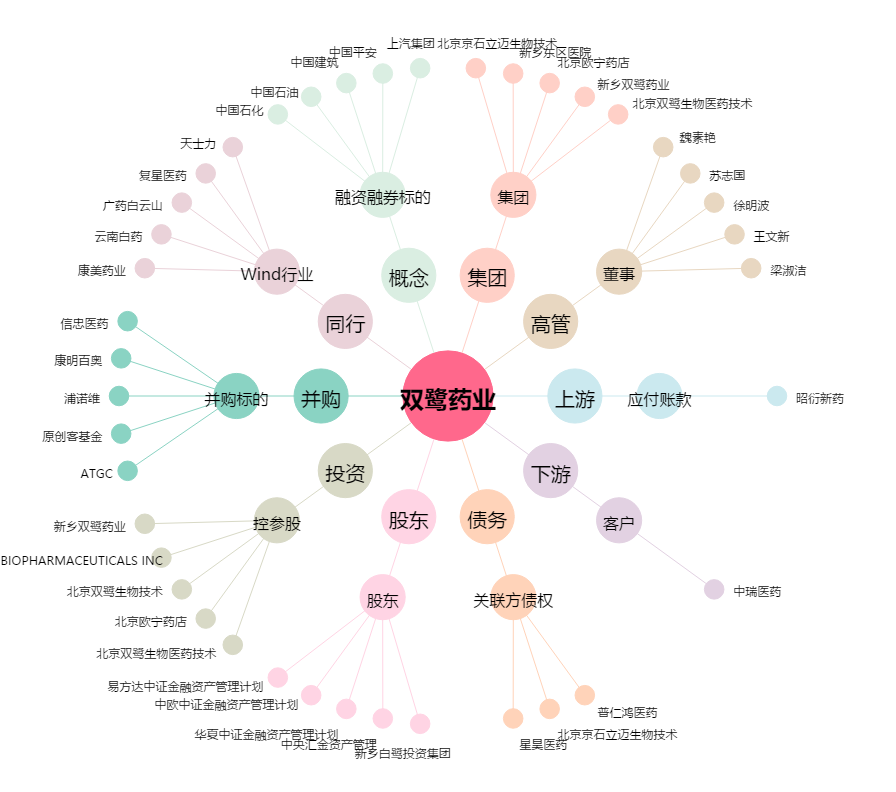 上汽集团
北京京石立迈生物技术
中国平安
新乡东区医院
中国建筑
北京欧宁药店
中国石油
新乡双鹭药业
中国石化
北京双鹭生物医药技术
天士力
魏素艳
复星医药
苏志国
融资融券标的
集团
广药白云山
徐明波
云南白药
王文新
康美药业
Wind行业
概念
集团
董事
梁淑洁
同行
高管
信忠医药
康明百奥
浦诺维
并购标的
并购
双鹭药业
上游
应付账款
昭衍新药
原创客基金
ATGC
投资
下游
新乡双鹭药业
控参股
股东
债务
客户
BIOPHARMACEUTICALS INC
北京双鹭生物技术
中瑞医药
北京欧宁药店
股东
关联方债权
北京双鹭生物医药技术
易方达中证金融资产管理计划
中欧中证金融资产管理计划
普仁鸿医药
华夏中证金融资产管理计划
北京京石立迈生物技术
中央汇金资产管理
星昊医药
新乡白鹭投资集团